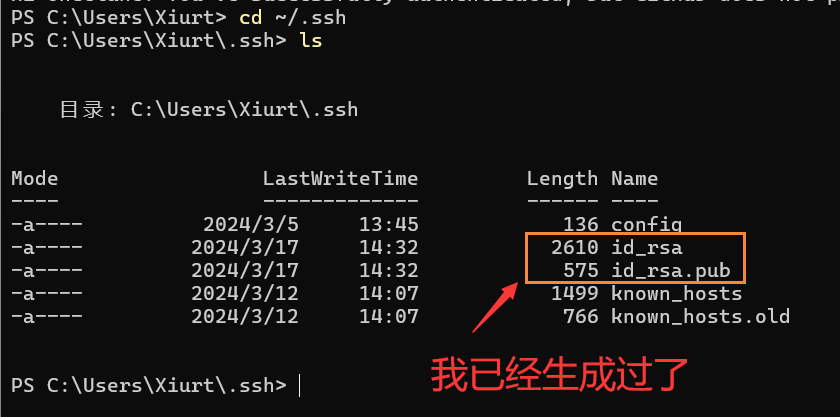 PS C:\Users\Xiurt> cd ~/.ssh
PS C:\Users\Xiurt\.ssh> ls
目录: C:\Users\Xiurt\.ssh
Mode LastWriteTime Length Name
---- ------------- ------ ----
-a---- 2024/3/5 13:45 136 config
-a---- 2024/3/17 14:32 2610 id_rsa
-a---- 2024/3/17 14:32 575 id_rsa.pub
-a---- 2024/3/12 14:07 1499 known_hosts
-a---- 2024/3/12 14:07 766 known_hosts.old
我已经生成过了
PS C:\Users\Xiurt\.ssh>